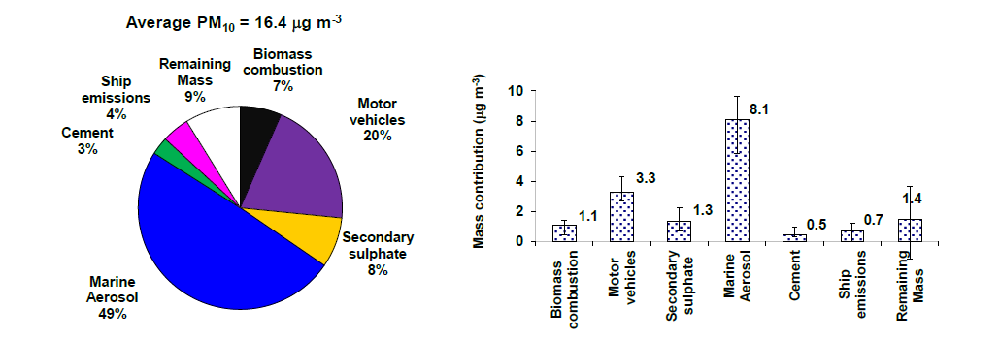 Average PM10 = 16.4 µg m-3
Biomass
combustion
7%
Remaining
Mass
9%
Ship
emissions
4%
Cement
3%
Motor
vehicles
20%
Secondary
sulphate
8%
Marine
Aerosol
49%
Mass contribution (µg m-3)
10
8
6
4
2
0
1.1
3.3
1.3
8.1
0.5
0.7
1.4
Biomass
combustion
Motor
vehicles
Secondary
sulphate
Marine
Aerosol
Cement
Ship
emissions
Remaining
Mass